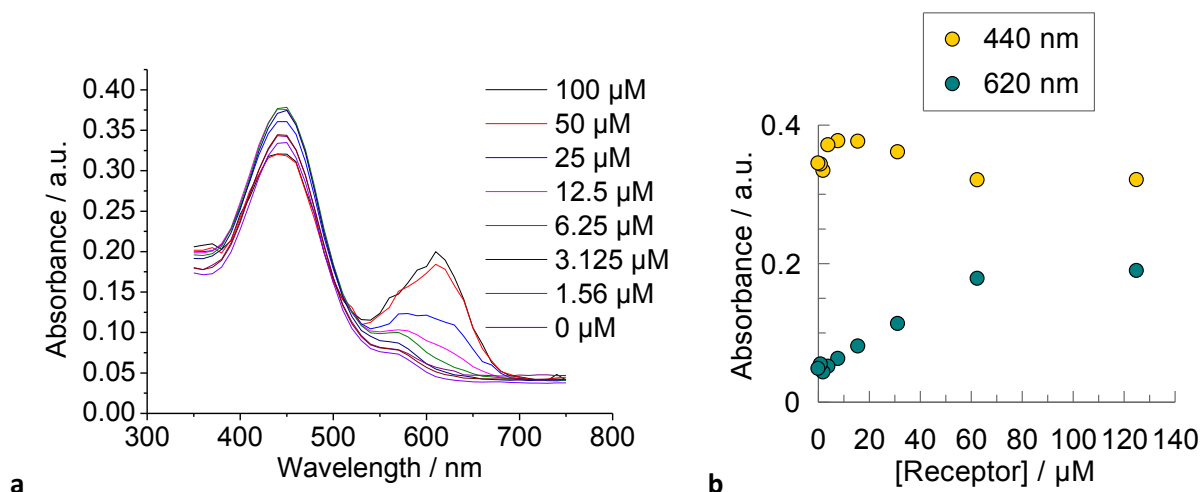 0.40
0.35
0.30
0.25
0.20
0.15
0.10
0.05
0.00
Absorbance / a.u.
300 400 500 600 700 800
Wavelength / nm
100 µM
50 µM
25 µM
12.5 µM
6.25 µM
3.125 µM
1.56 µM
0 µM
a
440 nm
620 nm
0.4
0.2
0
Absorbance / a.u.
0 20 40 60 80 100 120 140
[Receptor] / µM
b